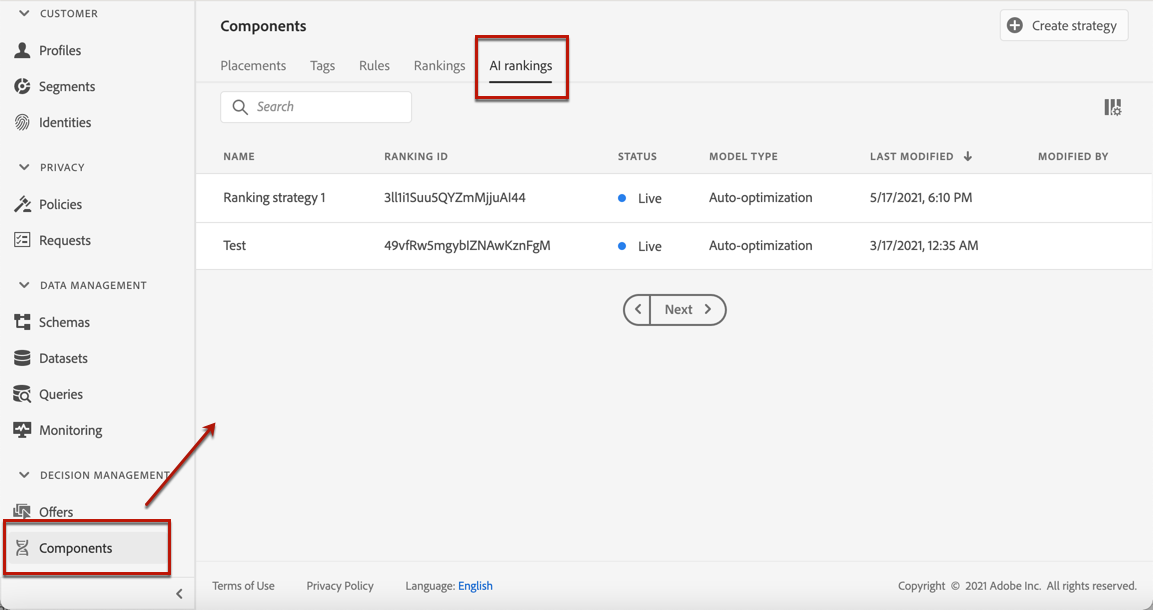 CUSTOMER
Profiles
Segments
Identities
PRIVACY
Policies
Requests
DATA MANAGEMENT
Schemas
Datasets
Queries
Monitoring
DECISION MANAGEMENT
Offers
Components
Components
Create strategy
Placements Tags Rules Rankings AI rankings
Search
NAME RANKING ID STATUS MODEL TYPE LAST MODIFIED MODIFIED BY
Ranking strategy 1 3ll1i1Suu5QYZmMjjuAI44 Live Auto-optimization 5/17/2021, 6:10 PM
Test 49vfRw5mgyblZNAwKznFgM Live Auto-optimization 3/17/2021, 12:35 AM
Next
Terms of Use Privacy Policy Language: English Copyright © 2021 Adobe Inc. All rights reserved.